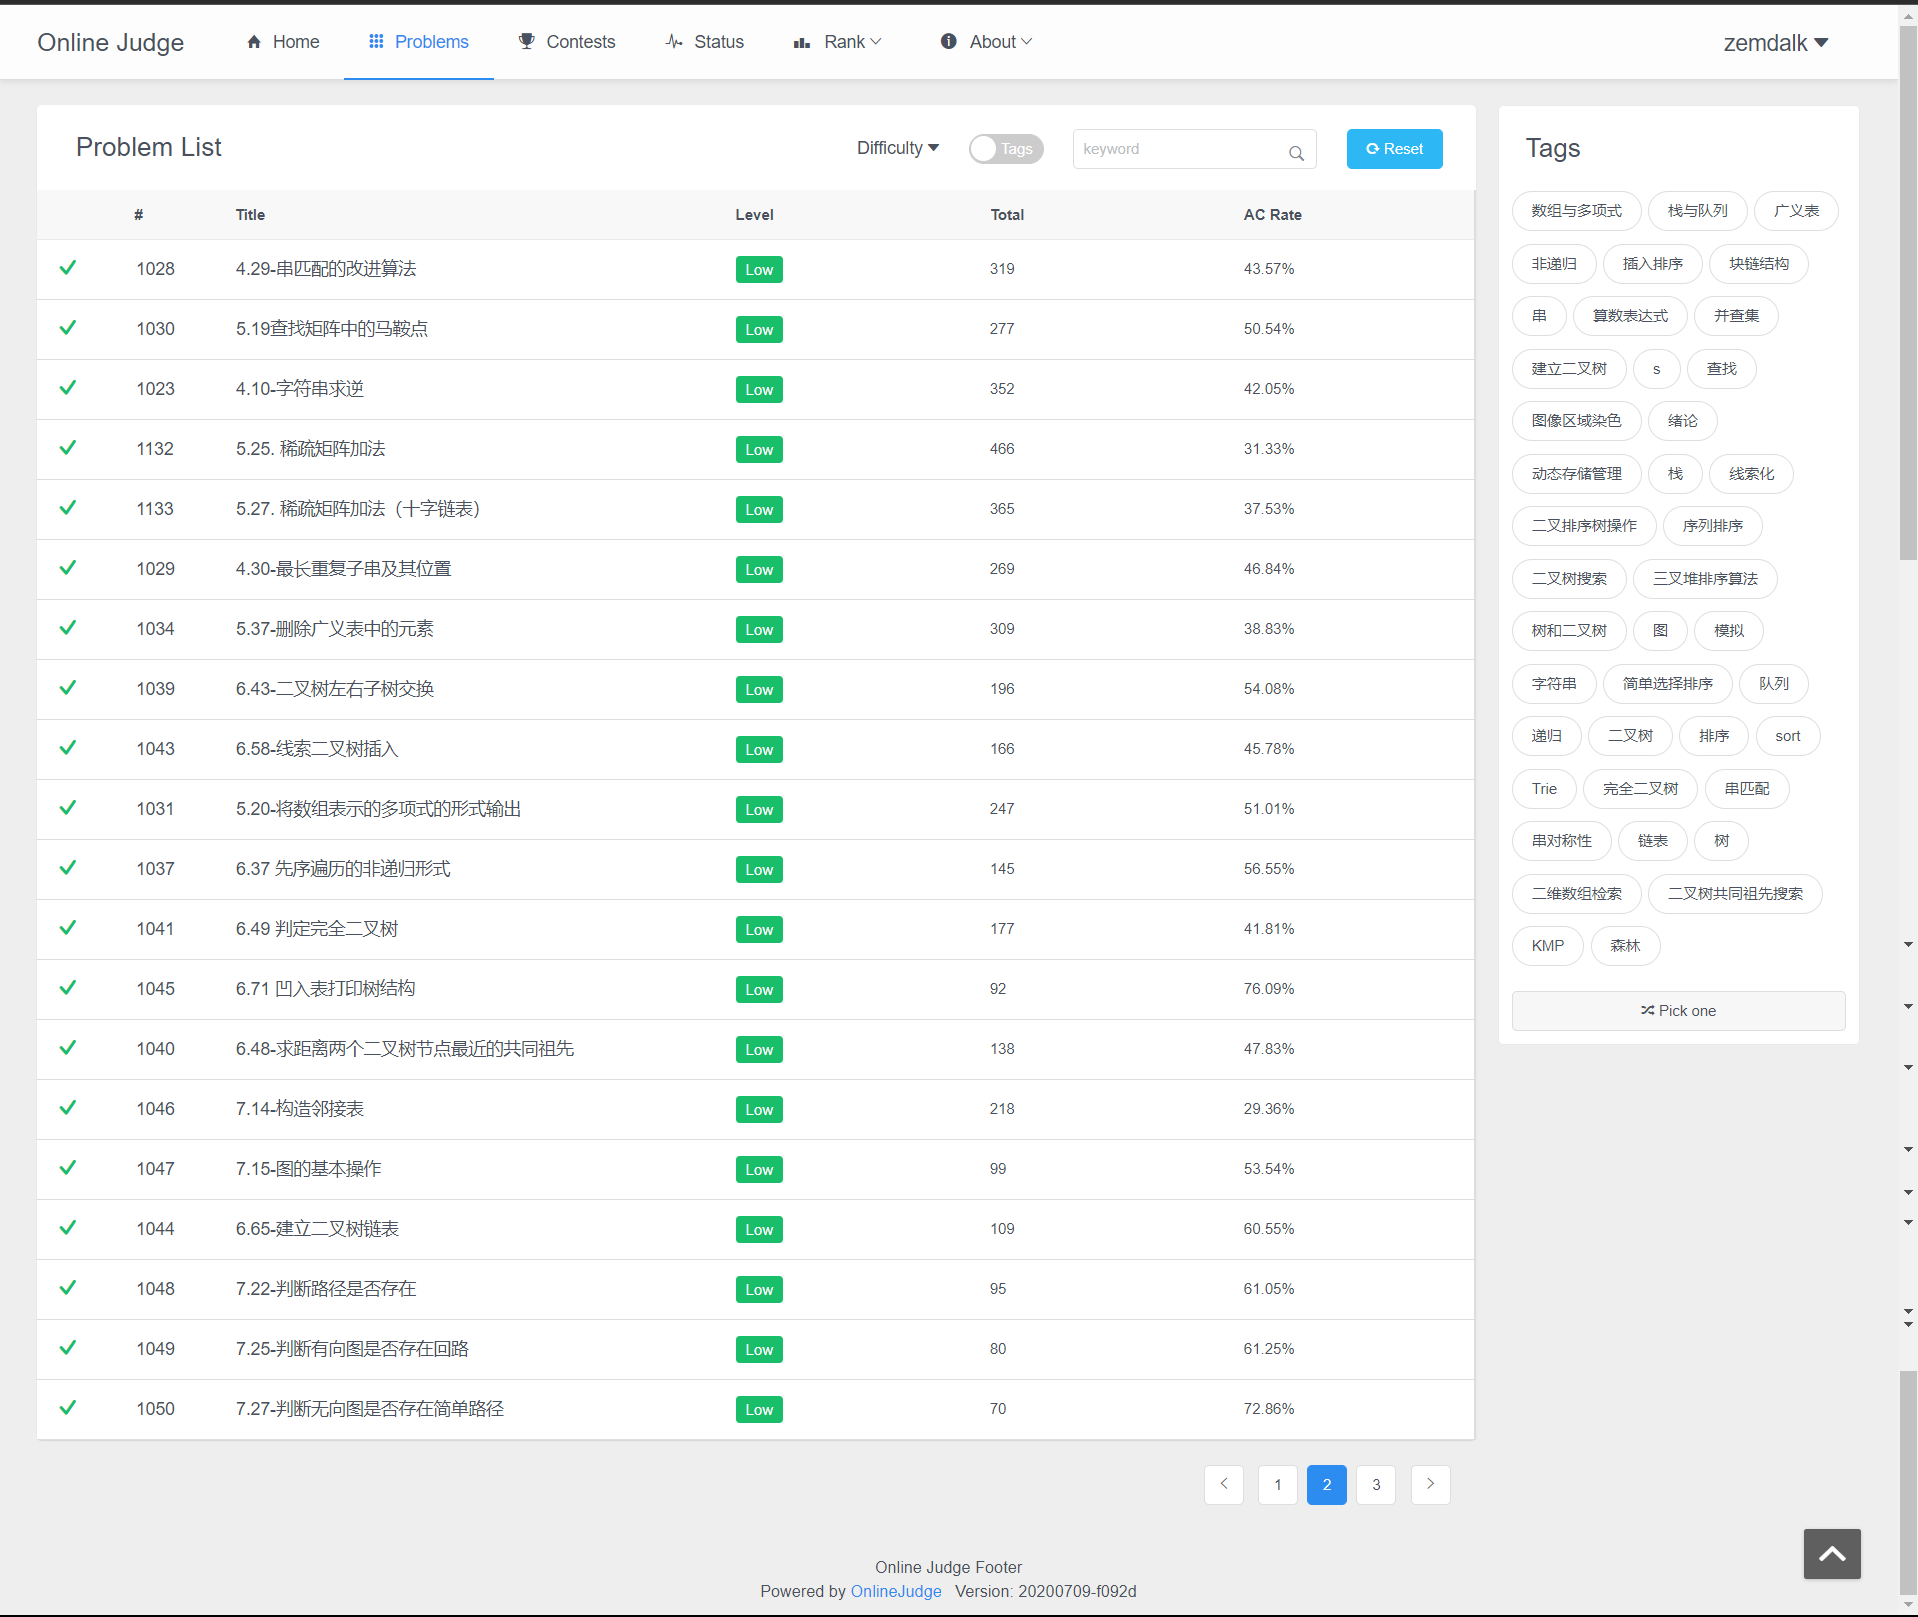 Online Judge Home Problems Contests Status Rank About zemdalk
Problem List Difficulty Tags keyword Reset
# Title Level Total AC Rate
1028 4.29-串匹配的改进算法 Low 319 43.57%
1030 5.19查找矩阵中的马鞍点 Low 277 50.54%
1023 4.10-字符串求逆 Low 352 42.05%
1132 5.25. 稀疏矩阵加法 Low 466 31.33%
1133 5.27. 稀疏矩阵加法（十字链表） Low 365 37.53%
1029 4.30-最长重复子串及其位置 Low 269 46.84%
1034 5.37-删除广义表中的元素 Low 309 38.83%
1039 6.43-二叉树左右子树交换 Low 196 54.08%
1043 6.58-线索二叉树插入 Low 166 45.78%
1031 5.20-将数组表示的多项式的形式输出 Low 247 51.01%
1037 6.37 先序遍历的非递归形式 Low 145 56.55%
1041 6.49 判定完全二叉树 Low 177 41.81%
1045 6.71 凹入表打印树结构 Low 92 76.09%
1040 6.48-求距离两个二叉树节点最近的共同祖先 Low 138 47.83%
1046 7.14-构造邻接表 Low 218 29.36%
1047 7.15-图的基本操作 Low 99 53.54%
1044 6.65-建立二叉树链表 Low 109 60.55%
1048 7.22-判断路径是否存在 Low 95 61.05%
1049 7.25-判断有向图是否存在回路 Low 80 61.25%
1050 7.27-判断无向图是否存在简单路径 Low 70 72.86%
1 2 3
Tags
数组与多项式 栈与队列 广义表
非递归 插入排序 块链结构
串 算数表达式 并查集
建立二叉树 s 查找
图像区域染色 绪论
动态存储管理 栈 线索化
二叉排序树操作 序列排序
二叉树搜索 三叉堆排序算法
树和二叉树 图 模拟
字符串 简单选择排序 队列
递归 二叉树 排序 sort
Trie 完全二叉树 串匹配
串对称性 链表 树
二维数组检索 二叉树共同祖先搜索
KMP 森林
Pick one
Online Judge Footer
Powered by OnlineJudge Version: 20200709-f092d